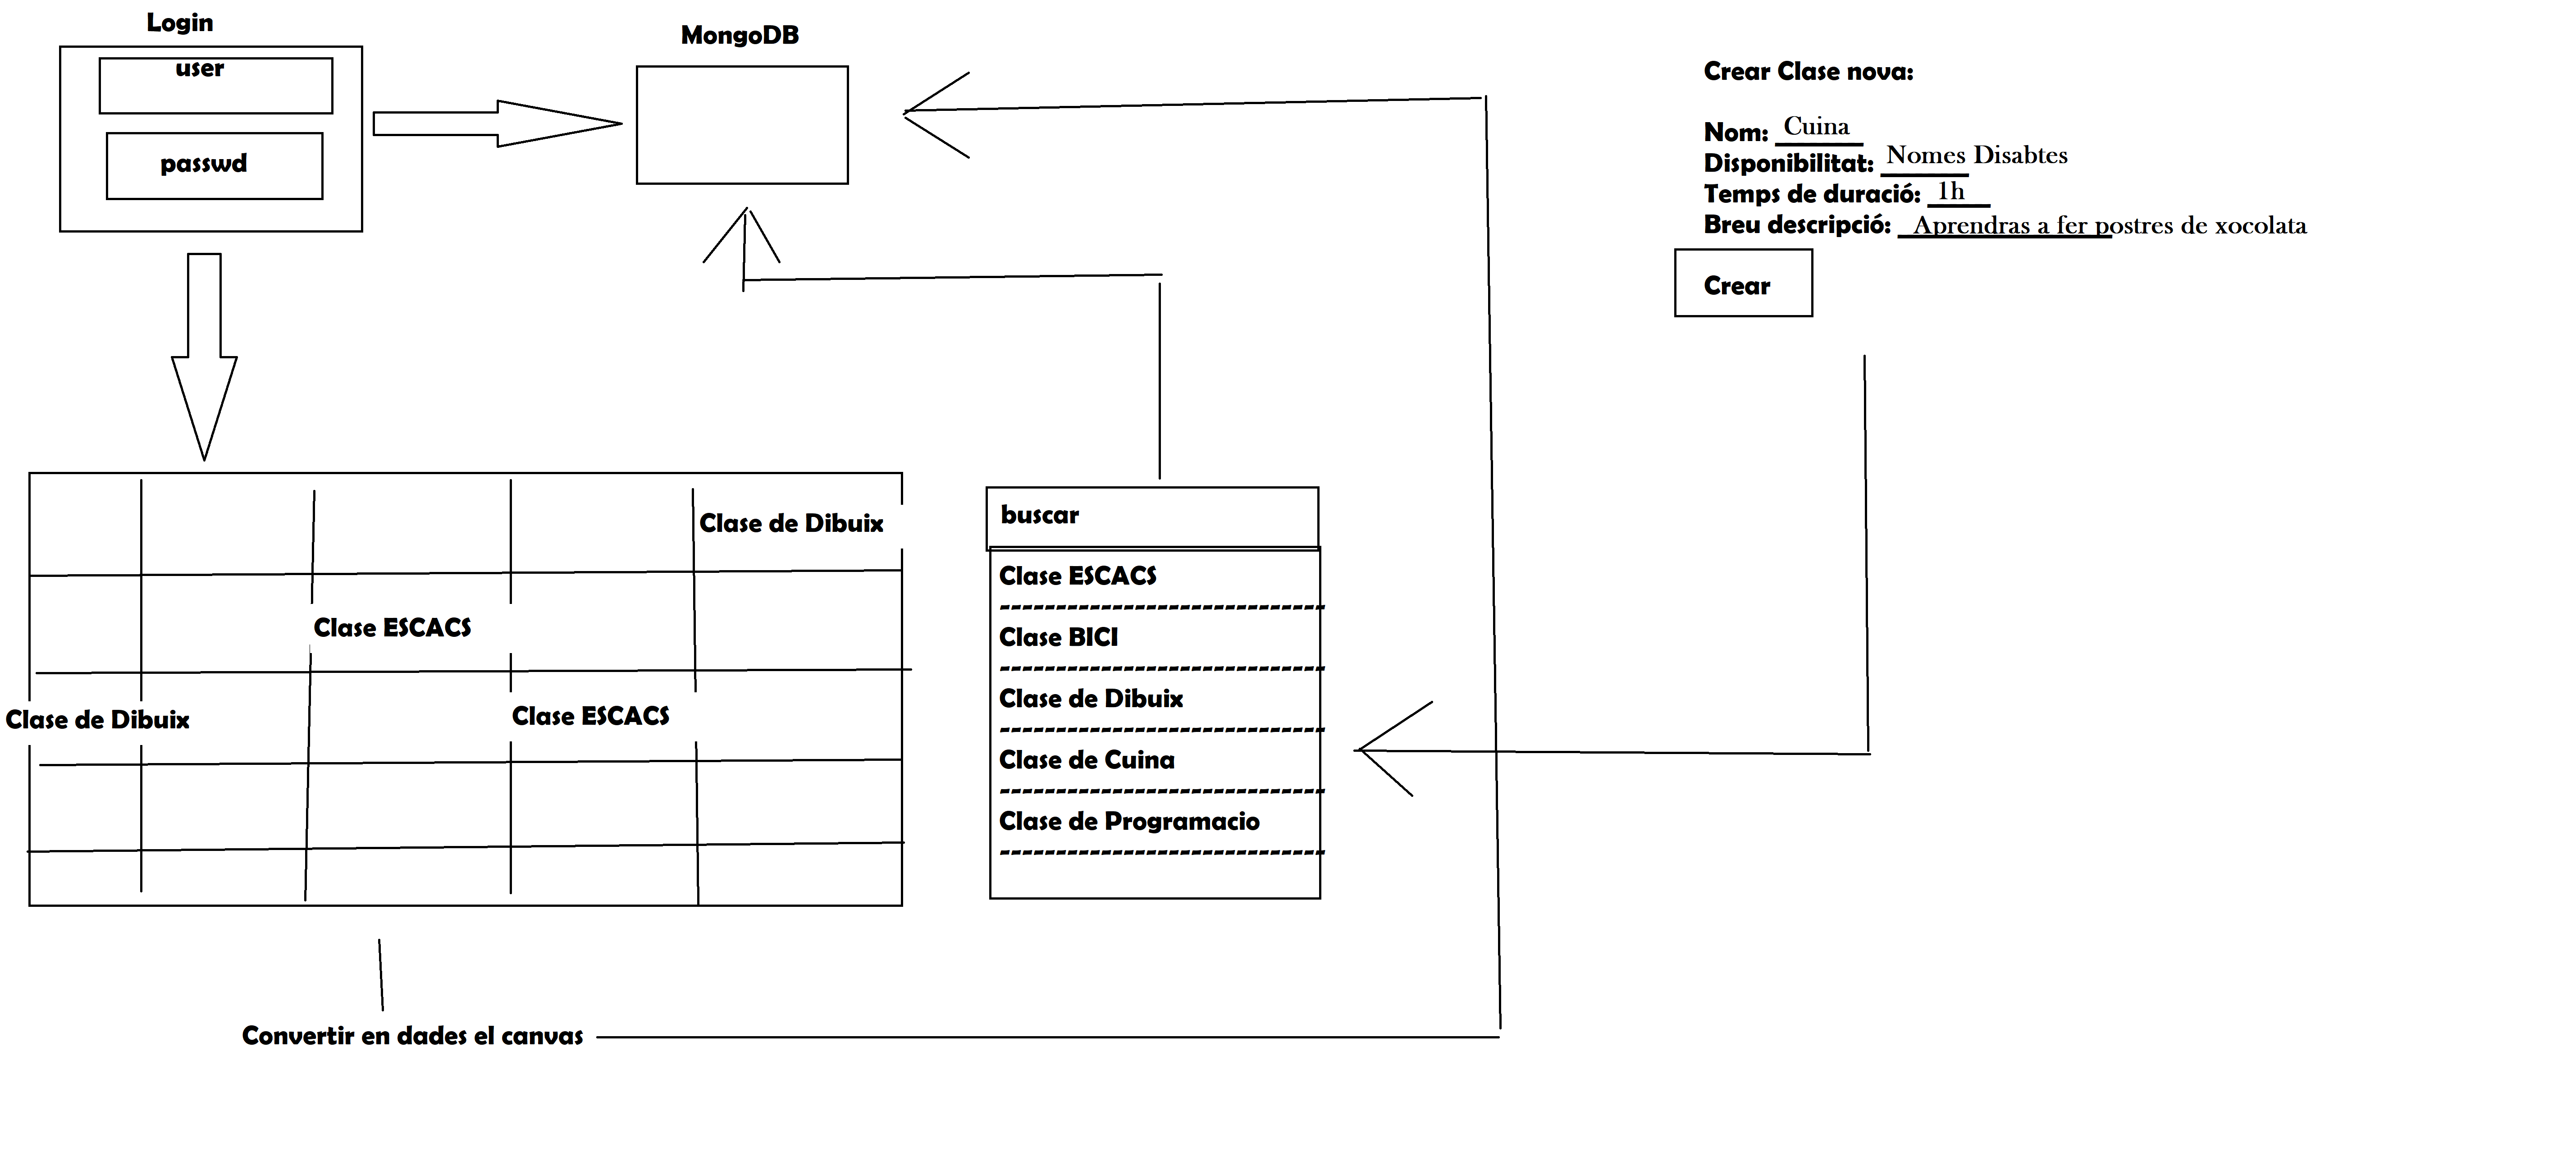 Login
user
passwd
MongoDB
Crear Clase nova:
Nom: Cuina
Disponibilitat: Nomes Disabtes
Temps de duració: 1h
Breu descripció: Aprendras a fer postres de xocolata
Crear
Clase de Dibuix
Clase ESCACS
Clase de Dibuix
Clase ESCACS
buscar
Clase ESCACS
-----------------------------
Clase BICI
-----------------------------
Clase de Dibuix
-----------------------------
Clase de Cuina
-----------------------------
Clase de Programacio
-----------------------------
Convertir en dades el canvas